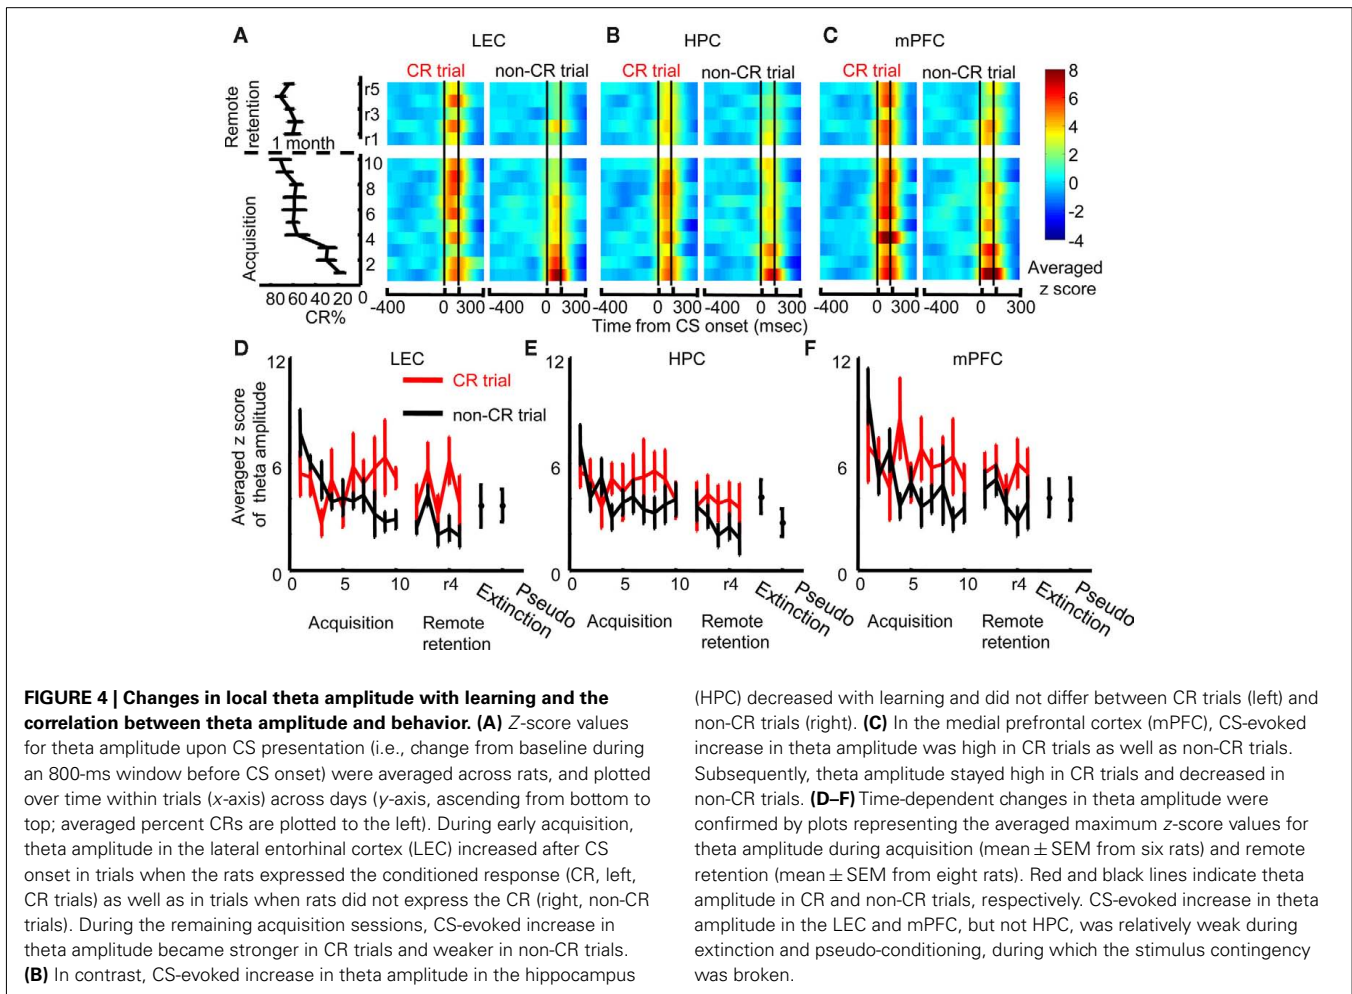 A
LEC
B
HPC
C
mPFC
CR trial
non-CR trial
CR trial
non-CR trial
CR trial
non-CR trial
Remote
retention
r5
r3
r1
1 month
Acquisition
10
8
6
4
2
80 60 40 20 0
CR%
-400 0 300
-400 0 300
-400 0 300
-400 0 300
Time from CS onset (msec)
8
6
4
2
0
-2
-4
Averaged
z score
D
LEC
E
HPC
F
mPFC
CR trial
non-CR trial
Averaged z score
of theta amplitude
12
6
0
0 5 10 r4
Acquisition
Remote
retention
Extinction
Pseudo
12
6
0
0 5 10 r4
Acquisition
Remote
retention
Extinction
Pseudo
12
6
0
0 5 10 r4
Acquisition
Remote
retention
Extinction
Pseudo
FIGURE 4 | Changes in local theta amplitude with learning and the
correlation between theta amplitude and behavior. (A) Z-score values
for theta amplitude upon CS presentation (i.e., change from baseline during
an 800-ms window before CS onset) were averaged across rats, and plotted
over time within trials (x-axis) across days (y-axis, ascending from bottom to
top; averaged percent CRs are plotted to the left). During early acquisition,
theta amplitude in the lateral entorhinal cortex (LEC) increased after CS
onset in trials when the rats expressed the conditioned response (CR, left,
CR trials) as well as in trials when rats did not express the CR (right, non-CR
trials). During the remaining acquisition sessions, CS-evoked increase in
theta amplitude became stronger in CR trials and weaker in non-CR trials.
(B) In contrast, CS-evoked increase in theta amplitude in the hippocampus
(HPC) decreased with learning and did not differ between CR trials (left) and
non-CR trials (right). (C) In the medial prefrontal cortex (mPFC), CS-evoked
increase in theta amplitude was high in CR trials as well as non-CR trials.
Subsequently, theta amplitude stayed high in CR trials and decreased in
non-CR trials. (D–F) Time-dependent changes in theta amplitude were
confirmed by plots representing the averaged maximum z-score values for
theta amplitude during acquisition (mean ± SEM from six rats) and remote
retention (mean ± SEM from eight rats). Red and black lines indicate theta
amplitude in CR and non-CR trials, respectively. CS-evoked increase in theta
amplitude in the LEC and mPFC, but not HPC, was relatively weak during
extinction and pseudo-conditioning, during which the stimulus contingency
was broken.